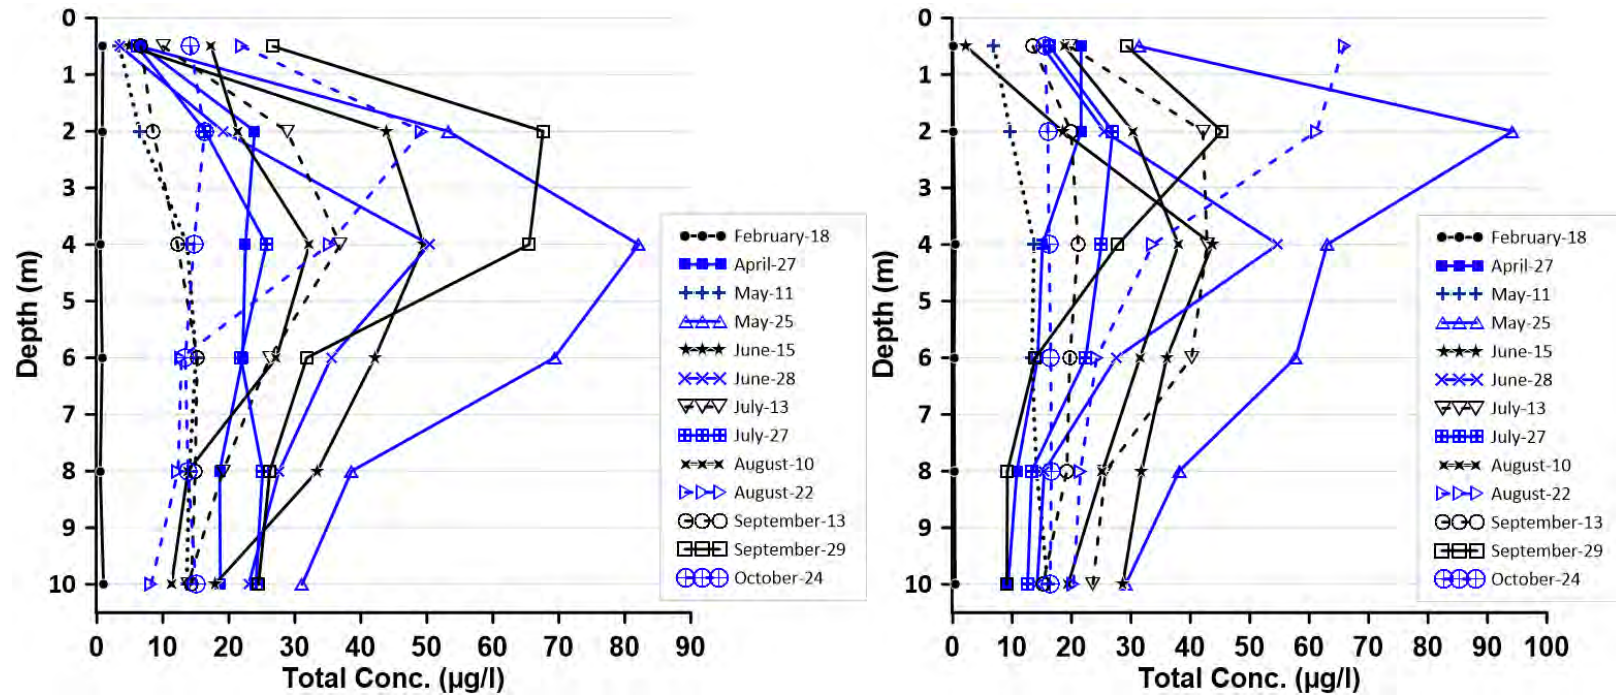 0
1
2
3
4
5
6
7
8
9
10
Depth (m)
0 10 20 30 40 50 60 70 80 90
Total Conc. (µg/l)
February-18
April-27
May-11
May-25
June-15
June-28
July-13
July-27
August-10
August-22
September-13
September-29
October-24
0
1
2
3
4
5
6
7
8
9
10
Depth (m)
0 10 20 30 40 50 60 70 80 90 100
Total Conc. (µg/l)
February-18
April-27
May-11
May-25
June-15
June-28
July-13
July-27
August-10
August-22
September-13
September-29
October-24